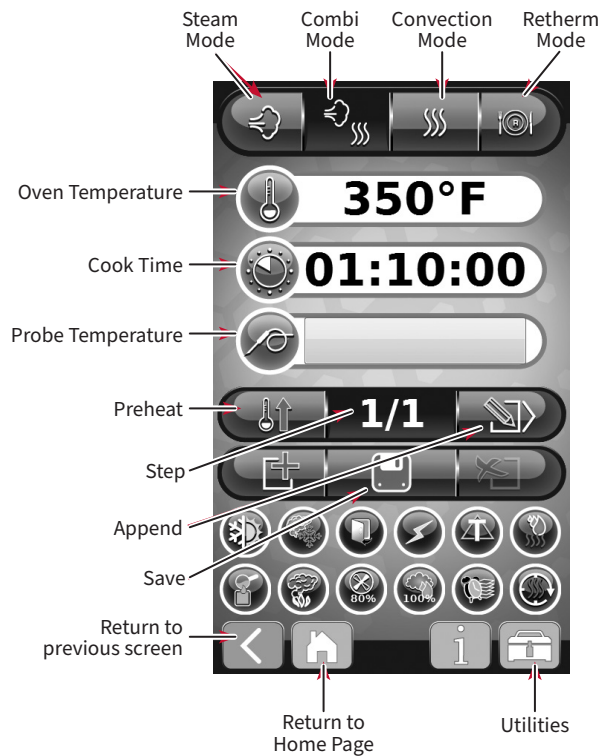 Steam
Mode
Combi
Mode
Convection
Mode
Retherm
Mode
R
Oven Temperature
350°F
Cook Time
01:10:00
Probe Temperature
Preheat
1/1
Step
Append
Save
80%
100%
Return to
previous screen
i
Return to
Home Page
Utilities